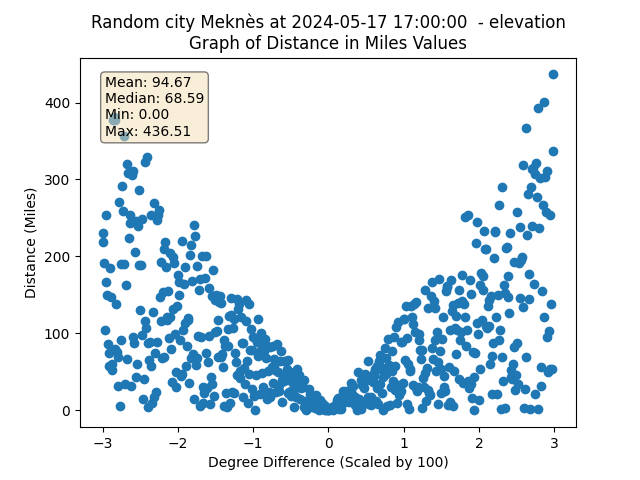 Random city Meknès at 2024-05-17 17:00:00  - elevation
Graph of Distance in Miles Values
Mean: 94.67
Median: 68.59
Min: 0.00
Max: 436.51
Distance (Miles)
400
300
200
100
0
−3 −2 −1 0 1 2 3
Degree Difference (Scaled by 100)